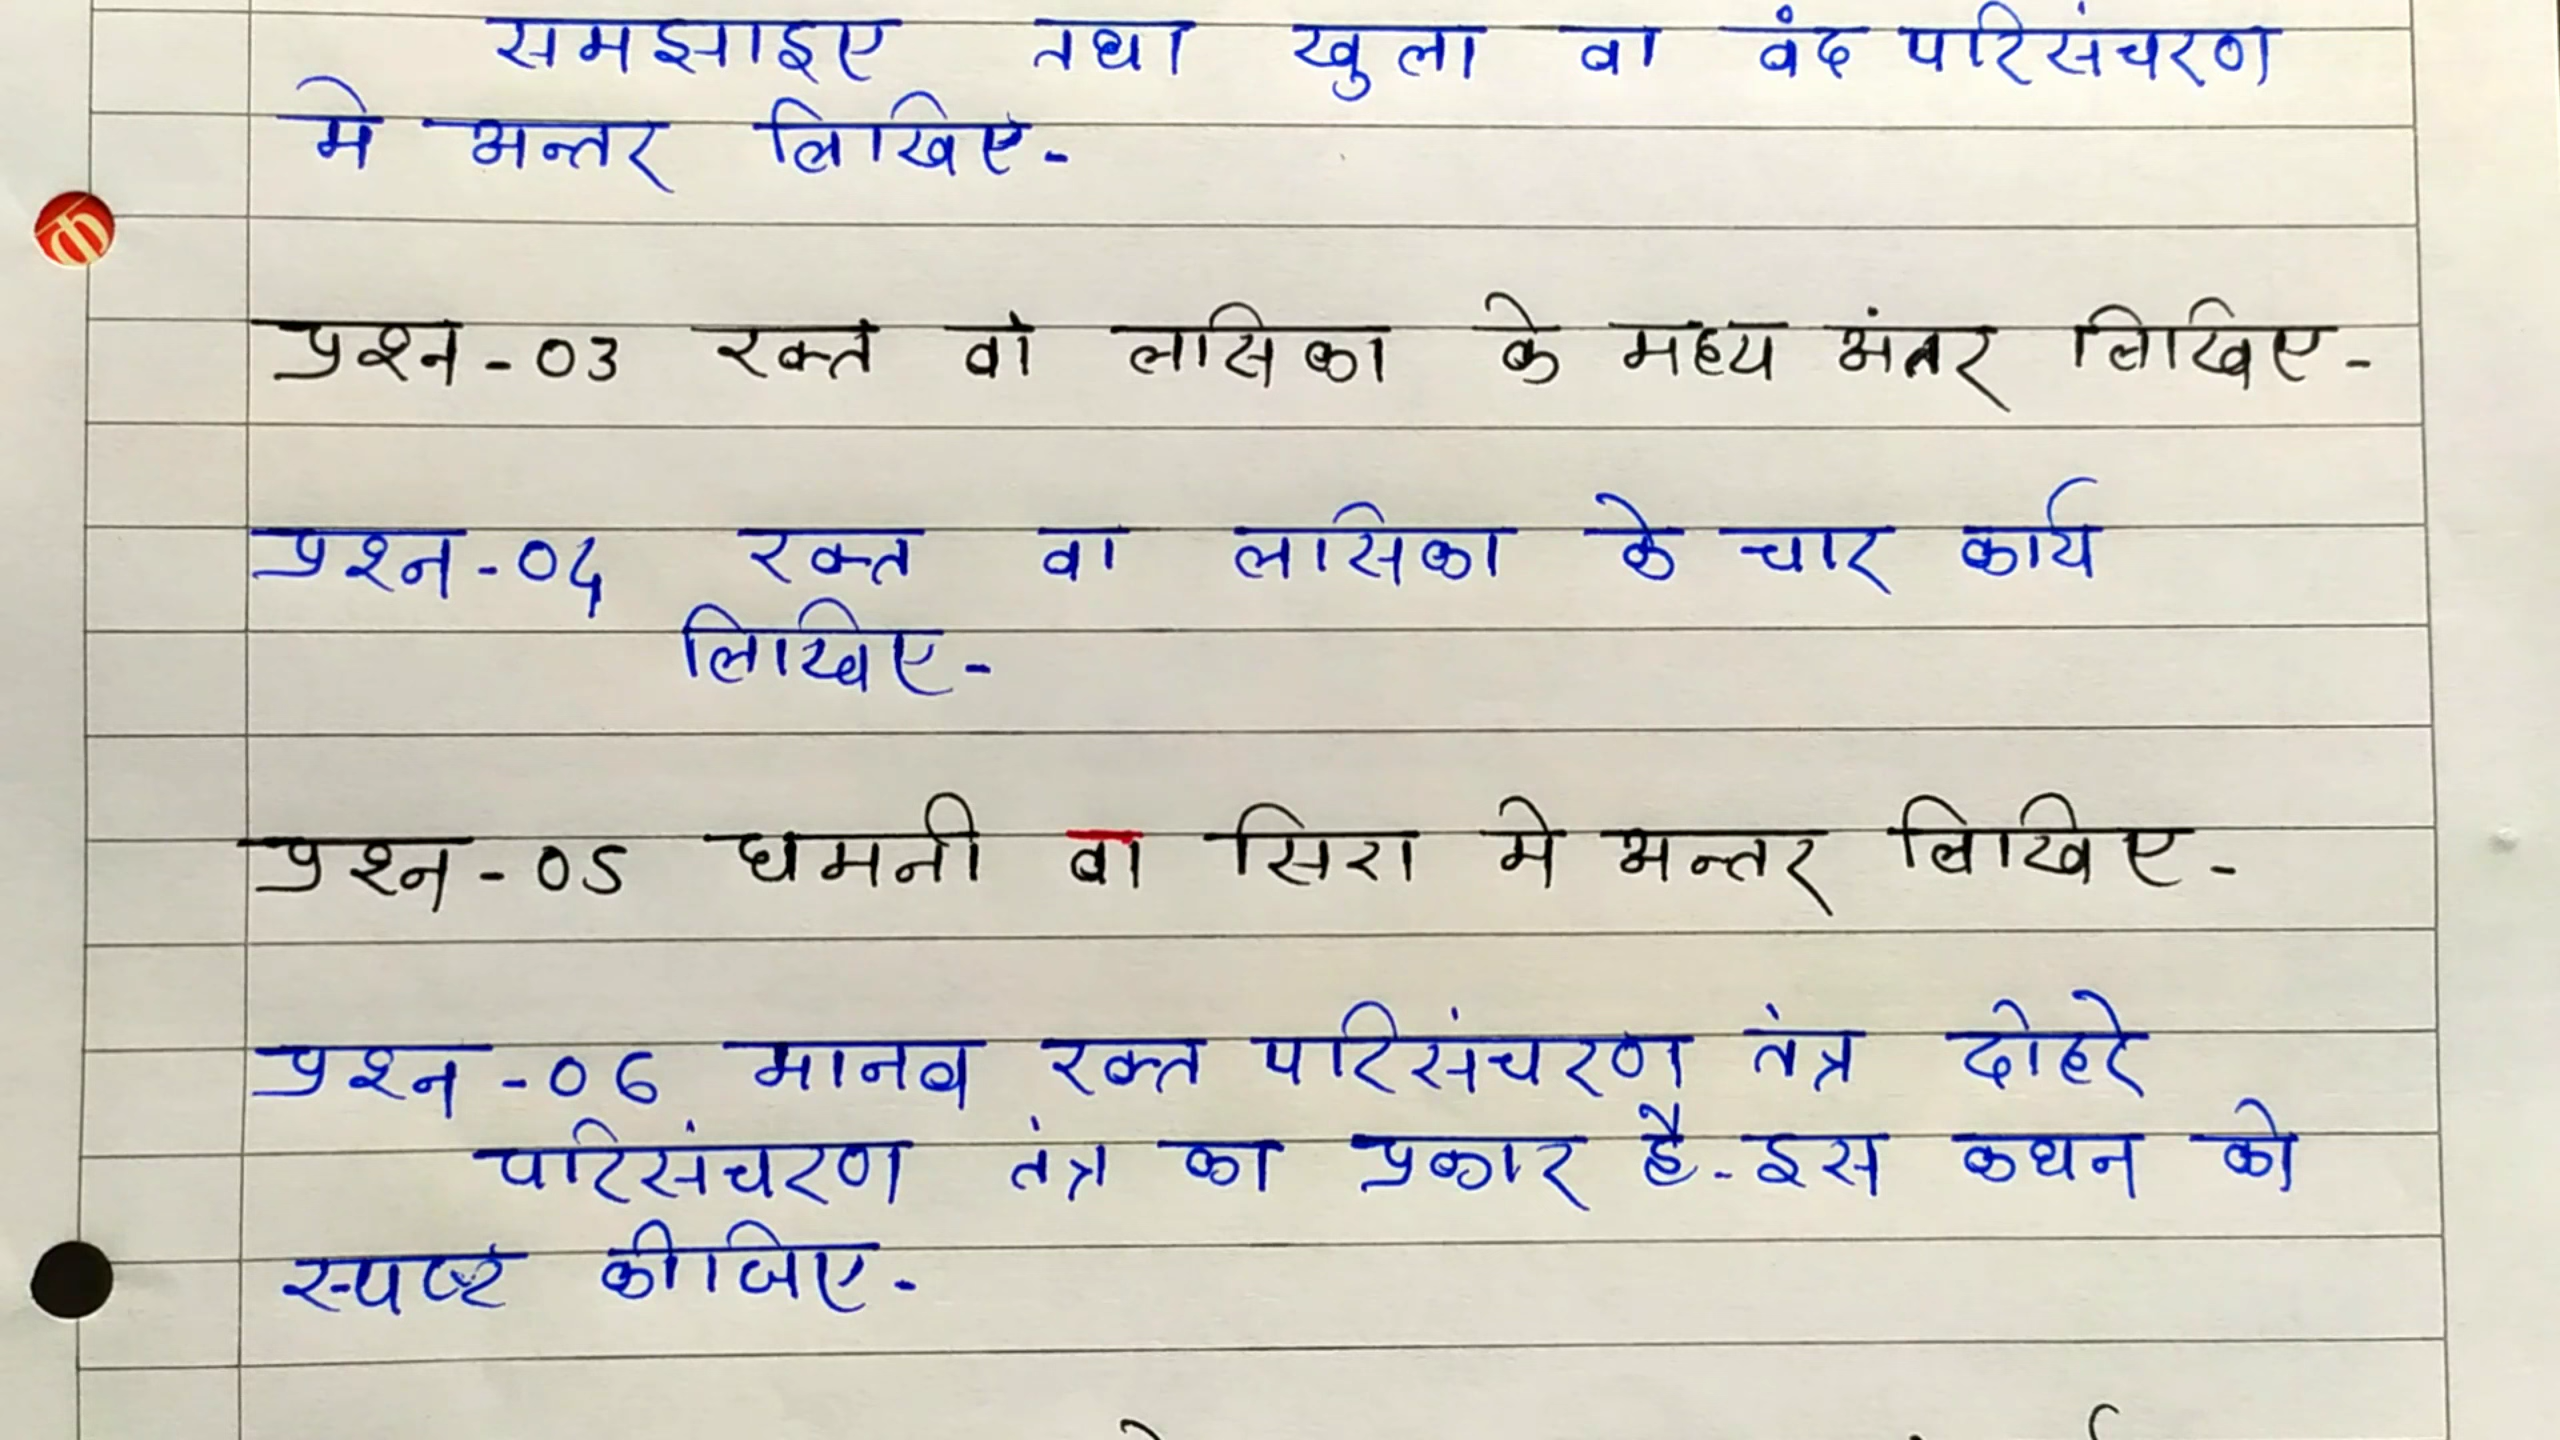 समझाइए तथा खुला वा बंद परिसंचरण
मे अन्तर लिखिए-
क
प्रश्न-03 रक्त वा लसिका के मध्य अंतर लिखिए-
प्रश्न-04 रक्त वा लसिका के चार कार्य
लिखिए-
प्रश्न-05 धमनी वा सिरा मे अन्तर लिखिए-
प्रश्न-06 मानव रक्त परिसंचरण तंत्र दोहरे
परिसंचरण तंत्र का प्रकार है-इस कथन को
स्पष्ट कीजिए-